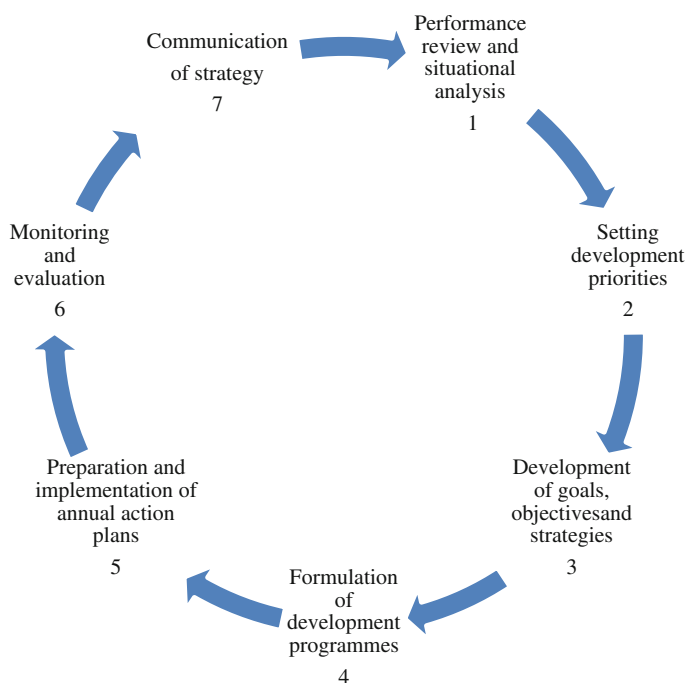 Performance
review and
situational
analysis
1
Setting
development
priorities
2
Development
of goals,
objectivesand
strategies
3
Formulation
of
development
programmes
4
Preparation and
implementation of
annual action
plans
5
Monitoring
and
evaluation
6
Communication
of strategy
7